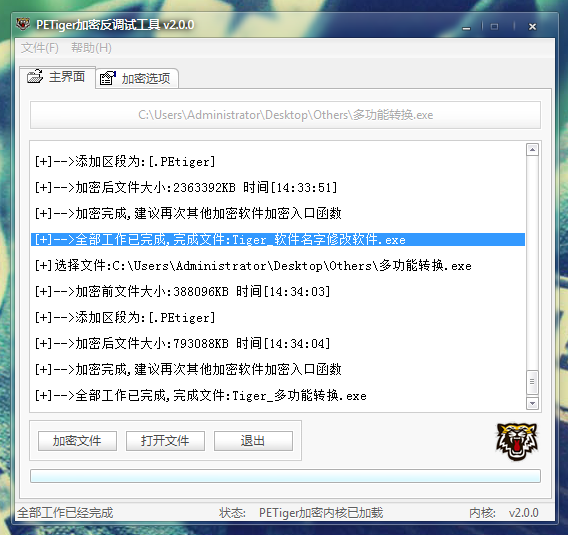 PETiger加密反调试工具 v2.0.0
文件(F) 帮助(H)
主界面 加密选项
C:\Users\Administrator\Desktop\Others\多功能转换.exe
[+]-->添加区段为:[.PEtiger]
[+]-->加密后文件大小:2363392KB 时间[14:33:51]
[+]-->加密完成,建议再次其他加密软件加密入口函数
[+]-->全部工作已完成,完成文件:Tiger_软件名字修改软件.exe
[+]选择文件:C:\Users\Administrator\Desktop\Others\多功能转换.exe
[+]-->加密前文件大小:388096KB 时间[14:34:03]
[+]-->添加区段为:[.PEtiger]
[+]-->加密后文件大小:793088KB 时间[14:34:04]
[+]-->加密完成,建议再次其他加密软件加密入口函数
[+]-->全部工作已完成,完成文件:Tiger_多功能转换.exe
加密文件 打开文件 退出
全部工作已经完成 状态: PETiger加密内核已加载 内核: v2.0.0